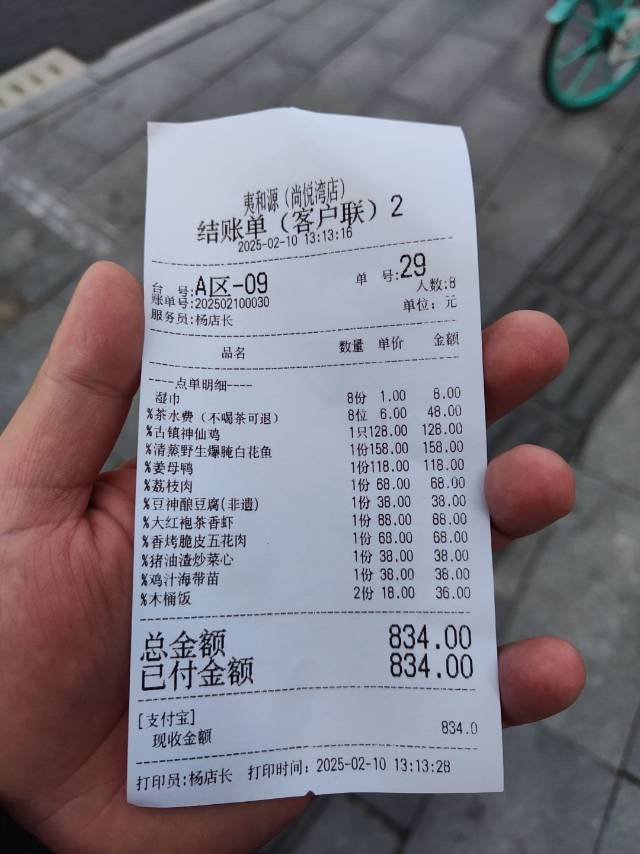 夷和源（尚悦湾店）
结账单（客户联）2
2025-02-10 13:13:16
台 号:A区-09 单 号:29
账单号:202502100030 人数:8
服务员:杨店长 单位：元
品名 数量 单价 金额
----点单明细----
湿巾 8份 1.00 8.00
%茶水费（不喝茶可退） 8位 6.00 48.00
%古镇神仙鸡 1只128.00 128.00
%清蒸野生爆腌白花鱼 1份158.00 158.00
%姜母鸭 1份118.00 118.00
%荔枝肉 1份 68.00 68.00
%豆神酿豆腐(非遗) 1份 38.00 38.00
%大红袍茶香虾 1份 88.00 88.00
%香烤脆皮五花肉 1份 68.00 68.00
%猪油渣炒菜心 1份 38.00 38.00
%鸡汁海带苗 1份 38.00 38.00
%木桶饭 2份 18.00 36.00
总金额 834.00
已付金额 834.00
[支付宝]
现收金额 834.0
打印员:杨店长 打印时间：2025-02-10 13:13:28